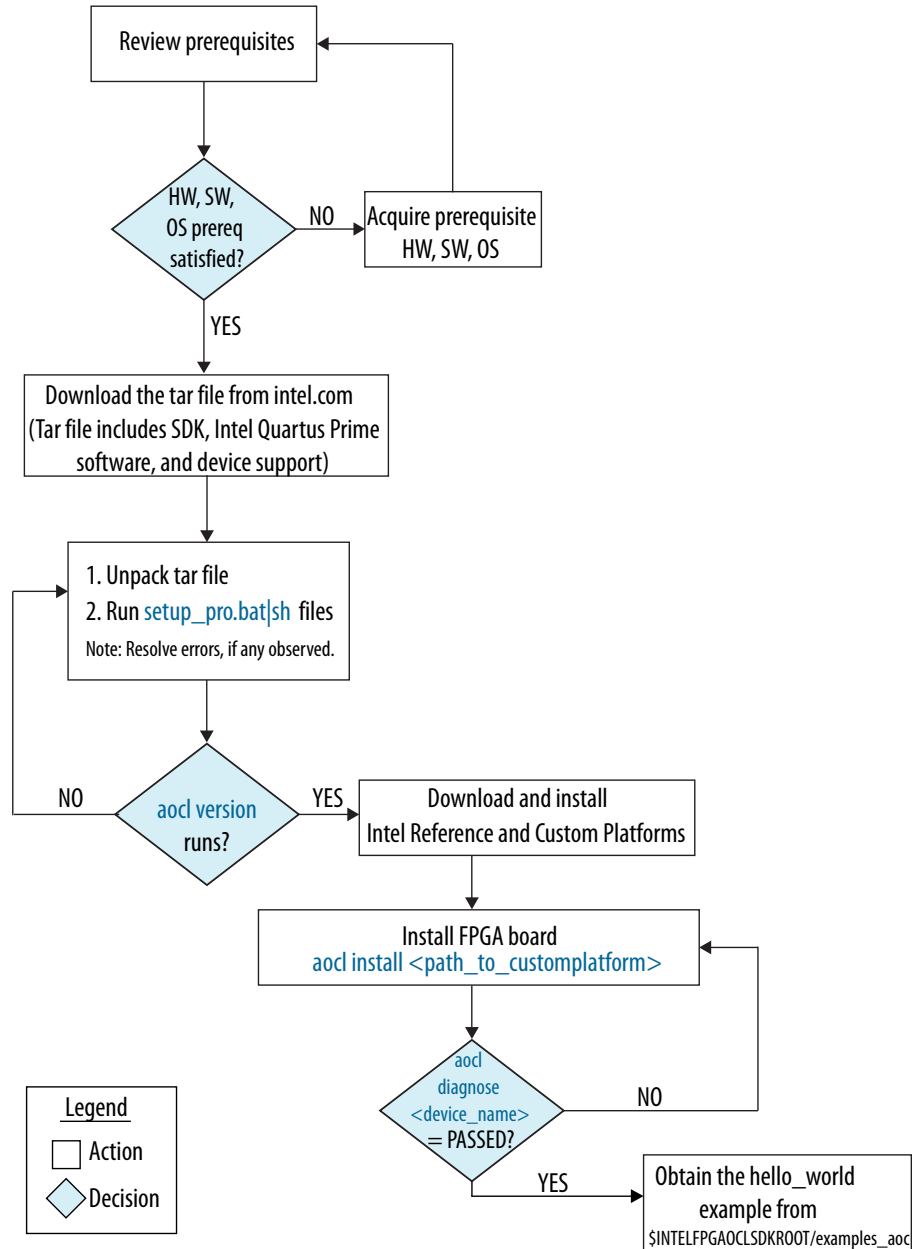 Review prerequisites
HW, SW,
OS prereq
satisfied?
NO
Acquire prerequisite
HW, SW, OS
YES
Download the tar file from intel.com
(Tar file includes SDK, Intel Quartus Prime
software, and device support)
1. Unpack tar file
2. Run setup_pro.bat|sh files
Note: Resolve errors, if any observed.
NO
aocl version
runs?
YES
Download and install
Intel Reference and Custom Platforms
Install FPGA board
aocl install <path_to_customplatform>
aocl
diagnose
<device_name>
= PASSED?
NO
YES
Obtain the hello_world
example from
$INTELFPGAOCLSDKROOT/examples_aoc
Legend
Action
Decision